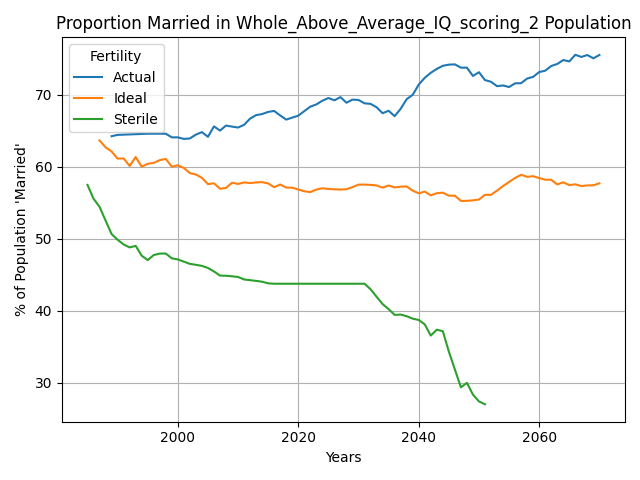 Proportion Married in Whole_Above_Average_IQ_scoring_2 Population
Fertility
Actual
Ideal
Sterile
% of Population 'Married'
70
60
50
40
30
2000
2020
2040
2060
Years